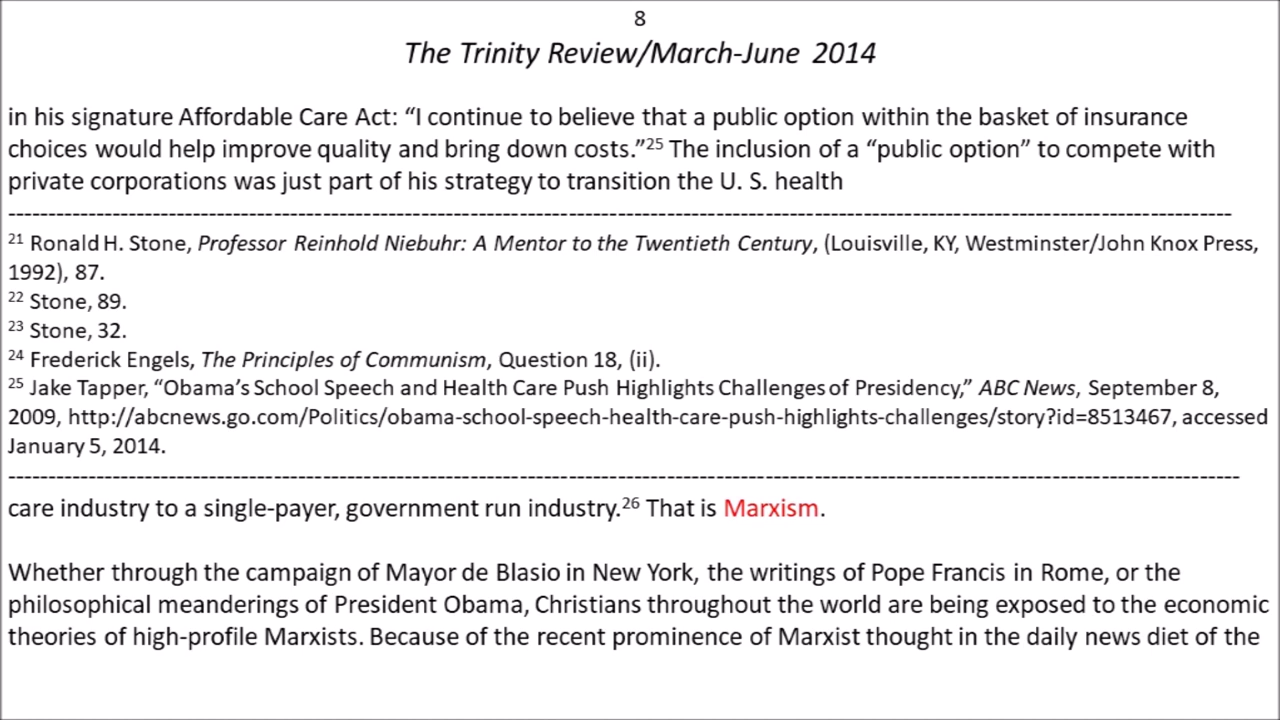 8
The Trinity Review/March-June 2014
in his signature Affordable Care Act: “I continue to believe that a public option within the basket of insurance
choices would help improve quality and bring down costs.”25 The inclusion of a “public option” to compete with
private corporations was just part of his strategy to transition the U. S. health
---------------------------------------------------------------------------------------------------------------------------------------------------------
21 Ronald H. Stone, Professor Reinhold Niebuhr: A Mentor to the Twentieth Century, (Louisville, KY, Westminster/John Knox Press,
1992), 87.
22 Stone, 89.
23 Stone, 32.
24 Frederick Engels, The Principles of Communism, Question 18, (ii).
25 Jake Tapper, “Obama’s School Speech and Health Care Push Highlights Challenges of Presidency,” ABC News, September 8,
2009, http://abcnews.go.com/Politics/obama-school-speech-health-care-push-highlights-challenges/story?id=8513467, accessed
January 5, 2014.
----------------------------------------------------------------------------------------------------------------------------------------------------------
care industry to a single-payer, government run industry.26 That is Marxism.
Whether through the campaign of Mayor de Blasio in New York, the writings of Pope Francis in Rome, or the
philosophical meanderings of President Obama, Christians throughout the world are being exposed to the economic
theories of high-profile Marxists. Because of the recent prominence of Marxist thought in the daily news diet of the